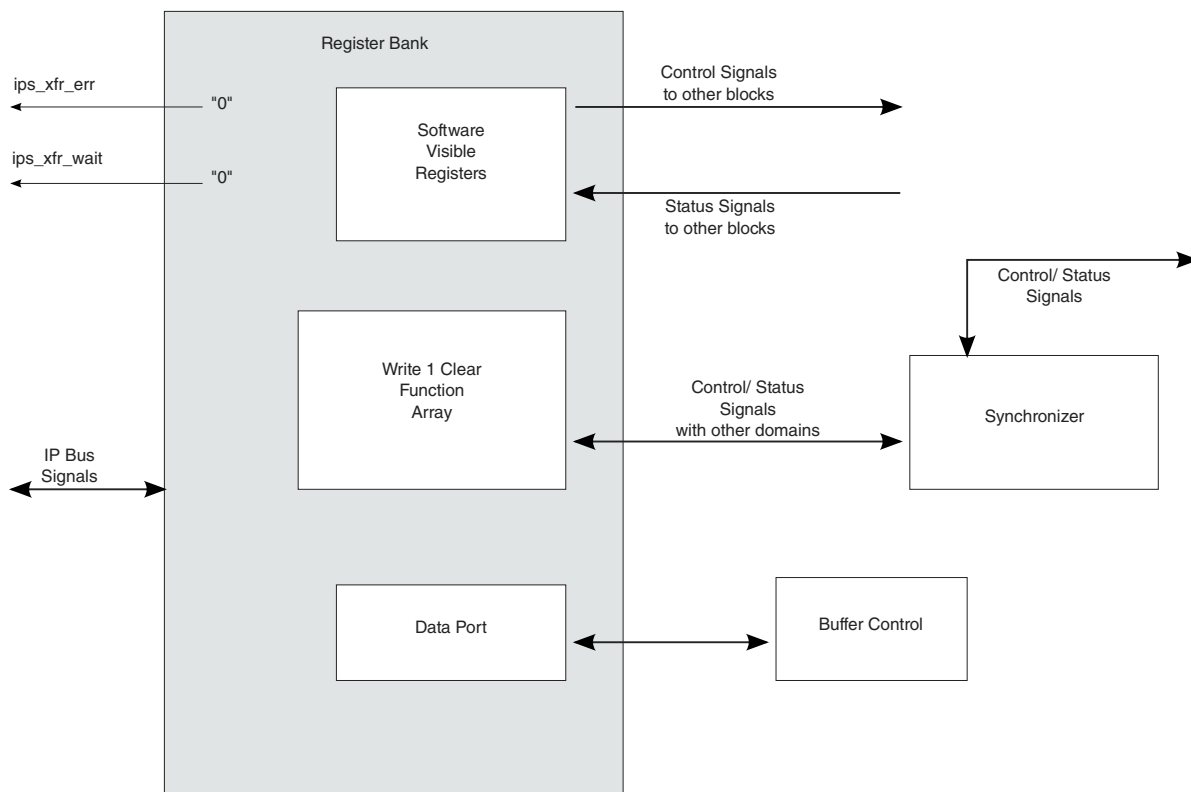 Register Bank
ips_xfr_err
"0"
ips_xfr_wait
"0"
Software
Visible
Registers
Control Signals
to other blocks
Status Signals
to other blocks
Control/ Status
Signals
Write 1 Clear
Function
Array
Control/ Status
Signals
with other domains
Synchronizer
IP Bus
Signals
Data Port
Buffer Control